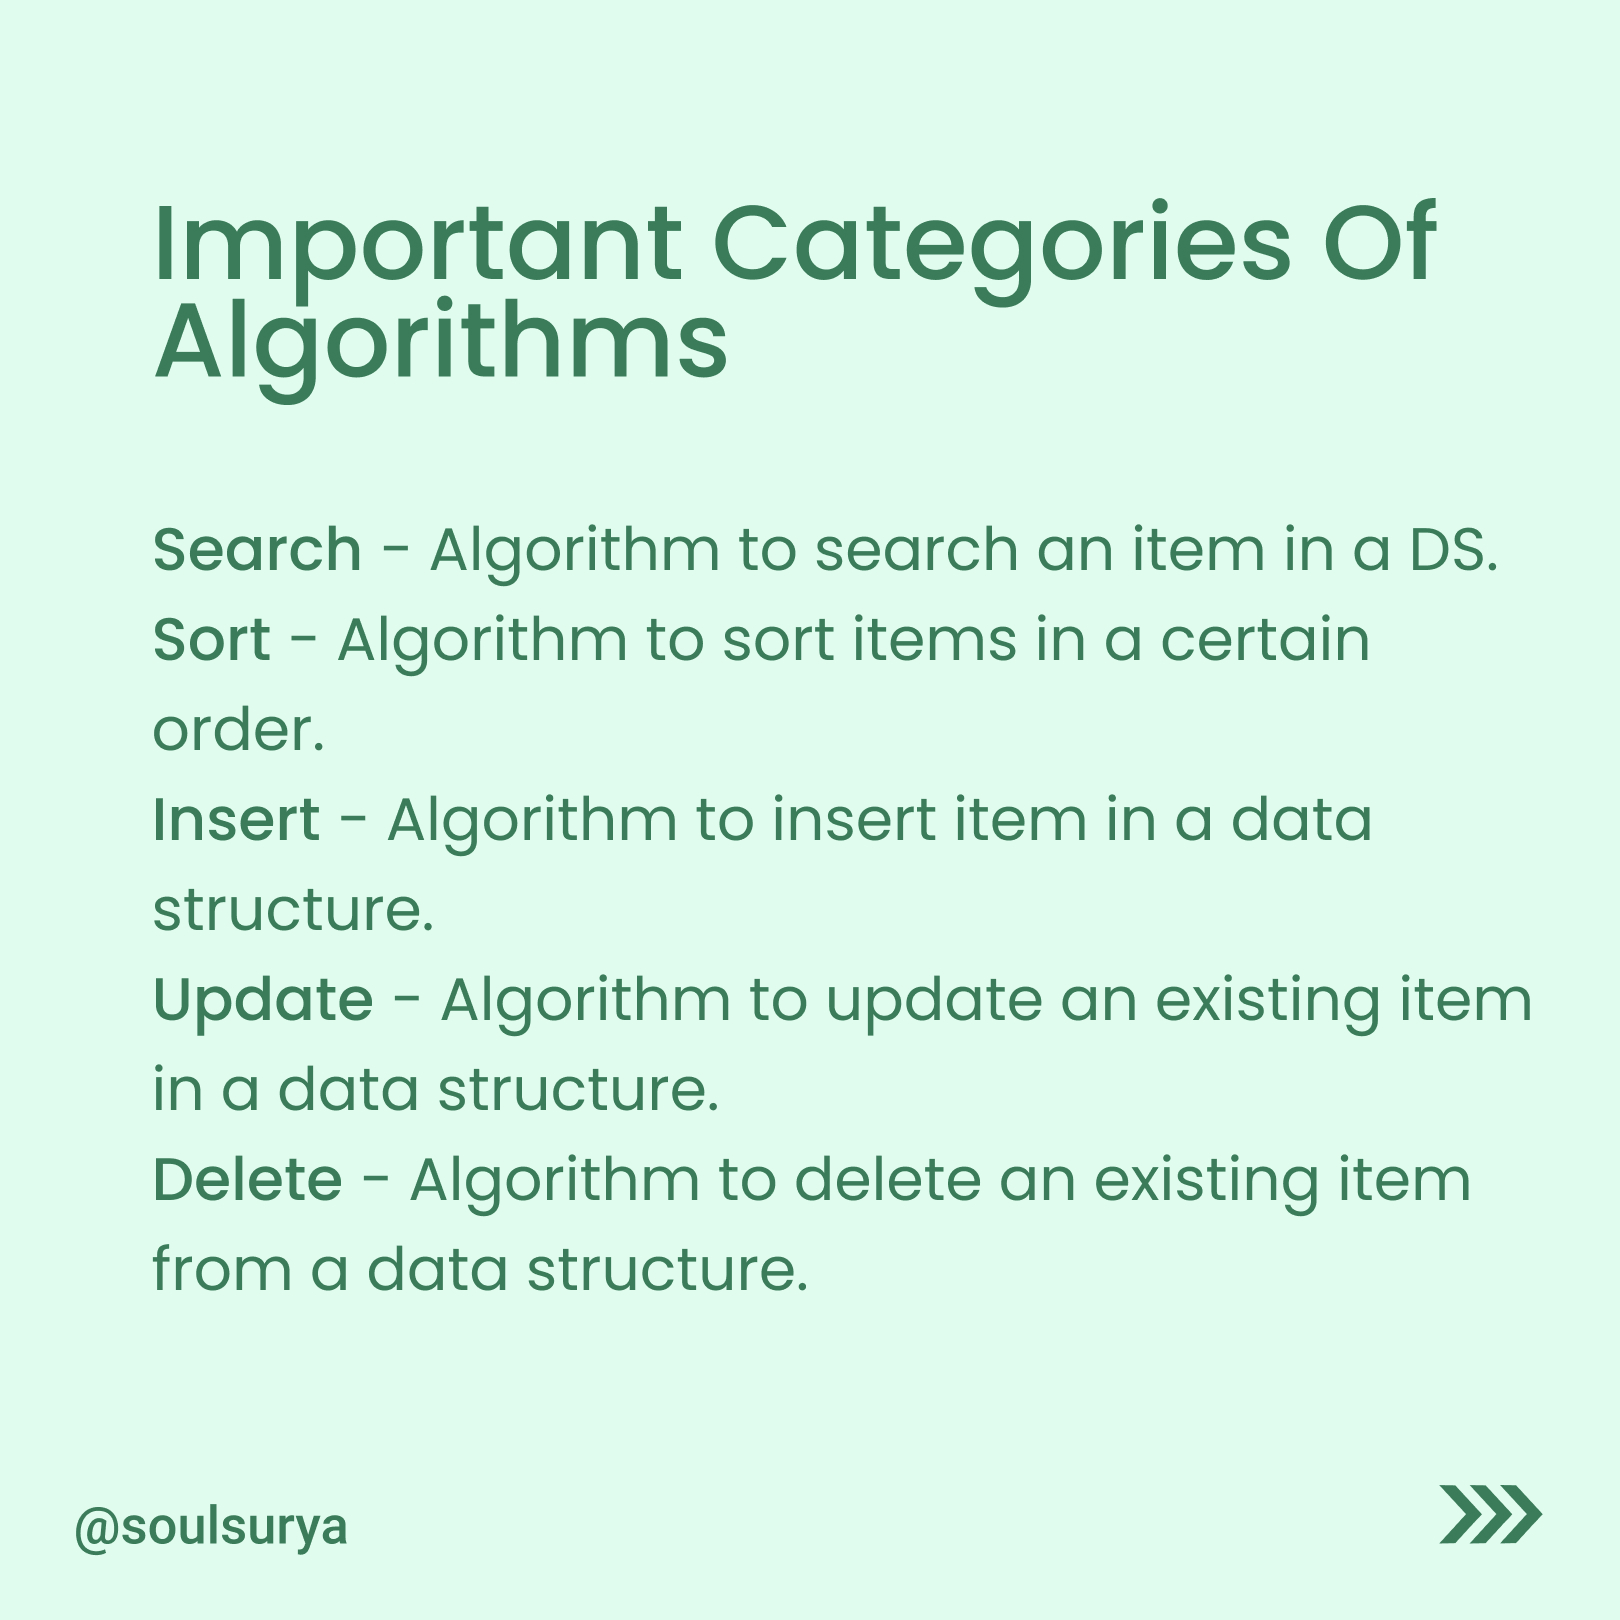 Important Categories Of
Algorithms
Search - Algorithm to search an item in a DS.
Sort - Algorithm to sort items in a certain
order.
Insert - Algorithm to insert item in a data
structure.
Update - Algorithm to update an existing item
in a data structure.
Delete - Algorithm to delete an existing item
from a data structure.
@soulsurya